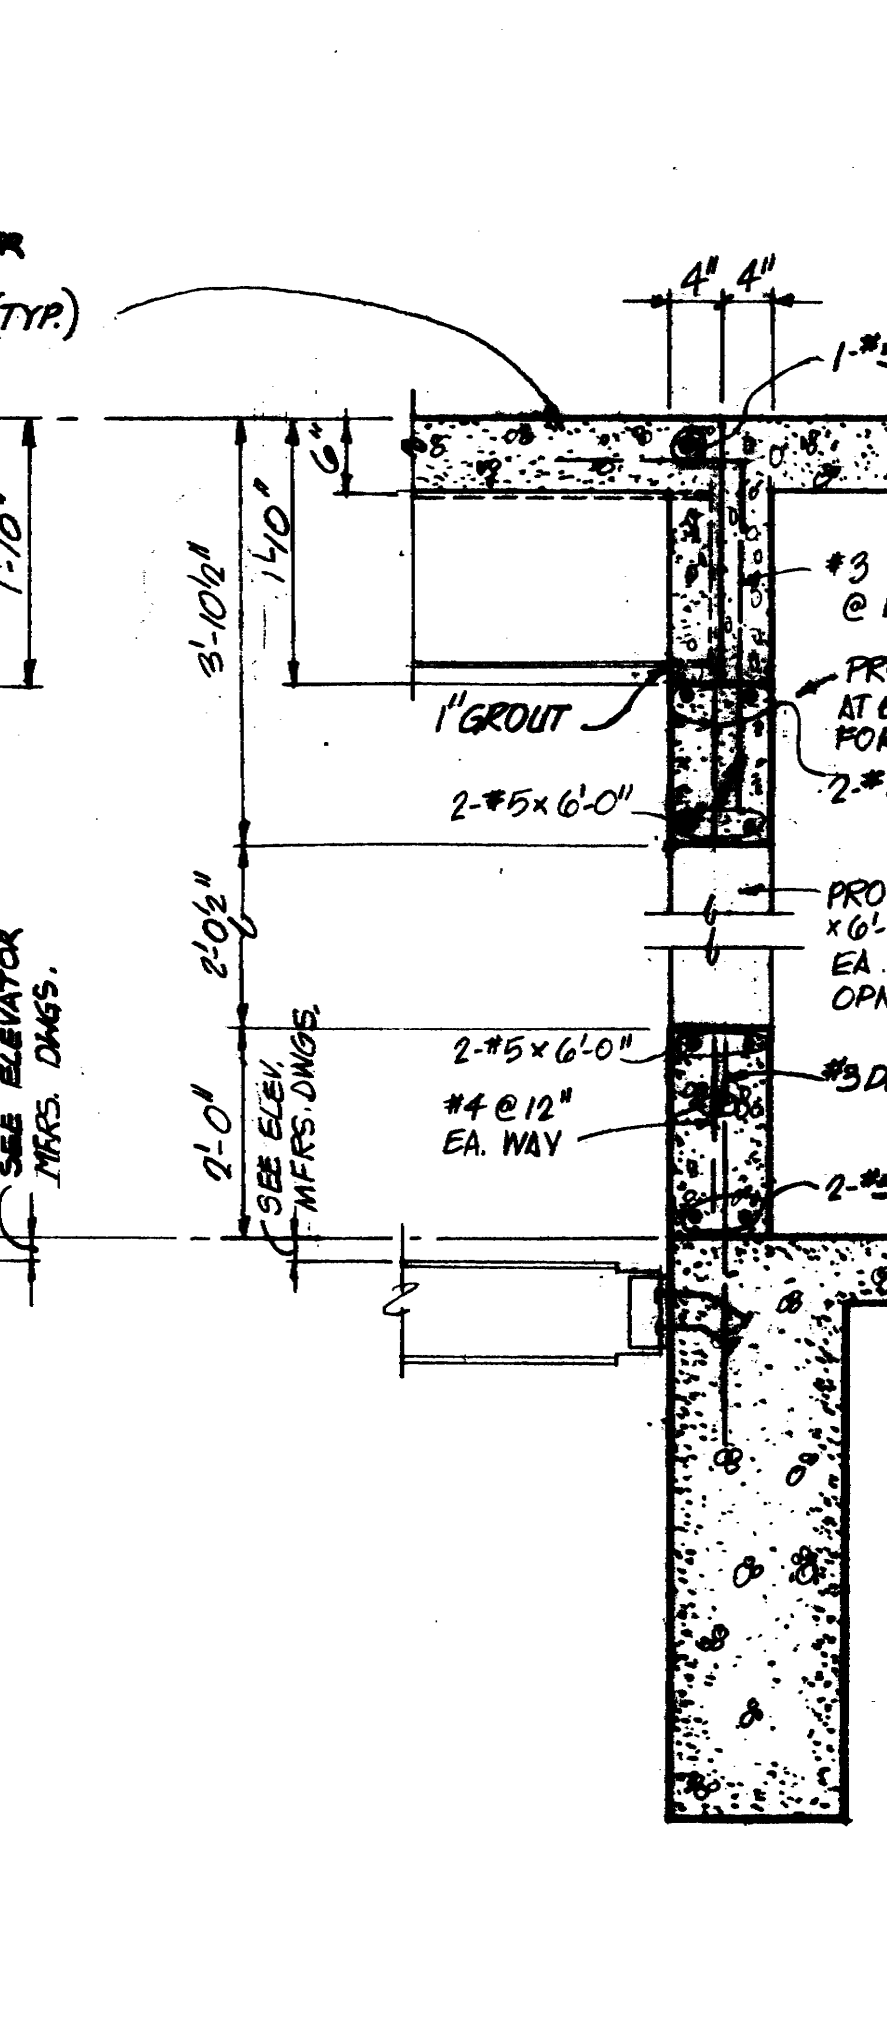 (TYP.)
4" 4"
1-#
6"
1'-10"
1'-10"
3'-10½"
#3
@
1" GROUT
PRO
AT
FOR
2-#5 x 6'-0"
2-#
2'-0½"
PRO
x 6'-
EA.
OPN
SEE ELEVATOR
MFRS. DWGS.
2'-0"
SEE ELEV.
MFRS. DWGS.
2-#5 x 6'-0"
#3 D
#4 @ 12"
EA. WAY
2-#